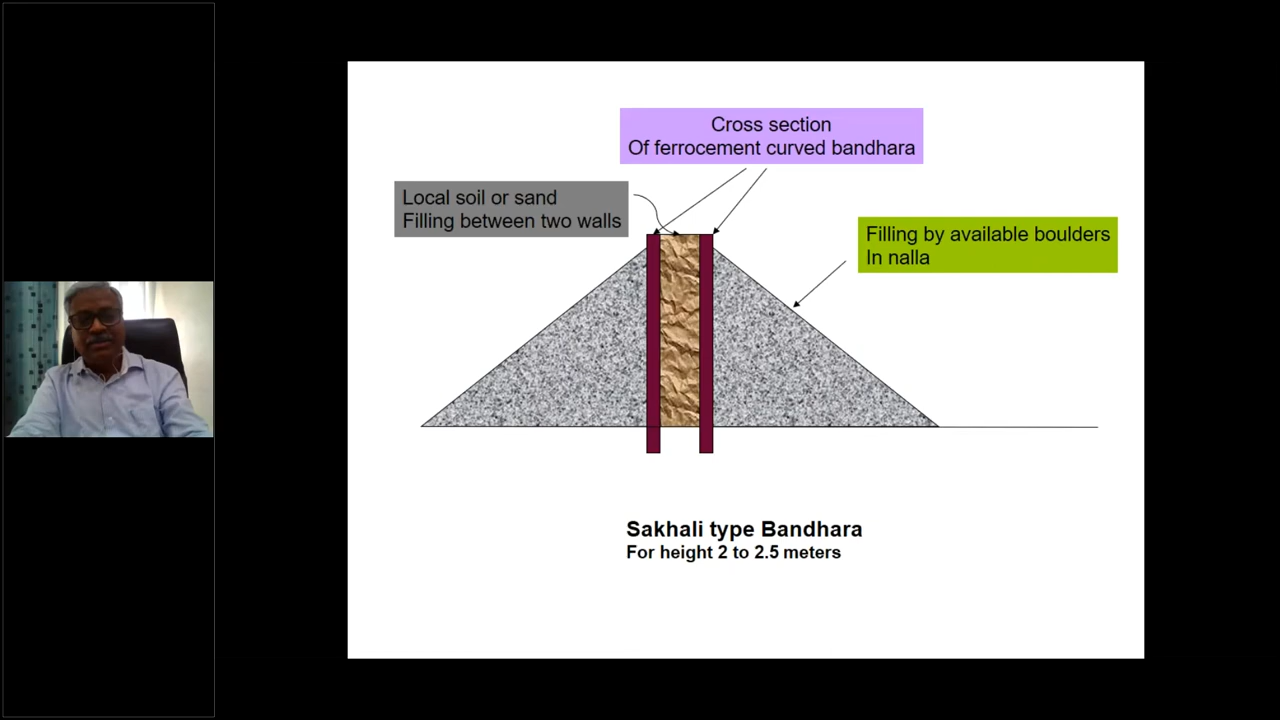 Cross section
Of ferrocement curved bandhara
Local soil or sand
Filling between two walls
Filling by available boulders
In nalla
Sakhali type Bandhara
For height 2 to 2.5 meters